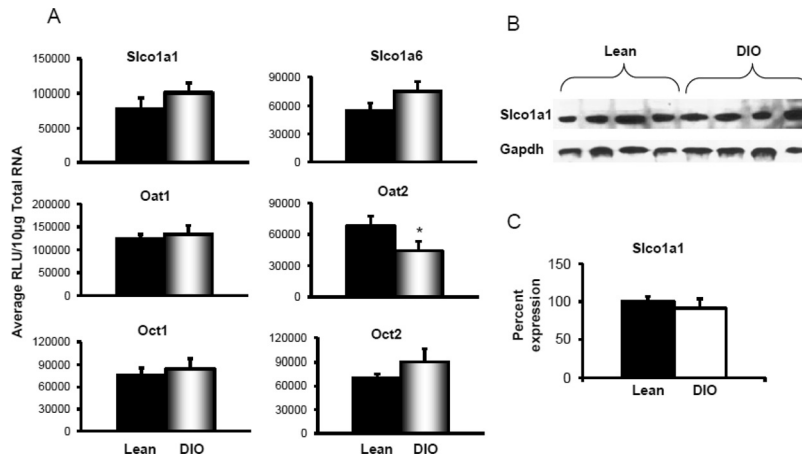 A
Average RLU/10µg Total RNA
Slco1a1
150000
100000
50000
0
Slco1a6
90000
60000
30000
0
Oat1
200000
150000
100000
50000
0
Oat2
90000
60000
30000
0
*
Oct1
120000
90000
60000
30000
0
Lean DIO
Oct2
120000
90000
60000
30000
0
Lean DIO
B
Lean DIO
Slco1a1
Gapdh
C
Slco1a1
Percent
expression
150
100
50
0
Lean DIO